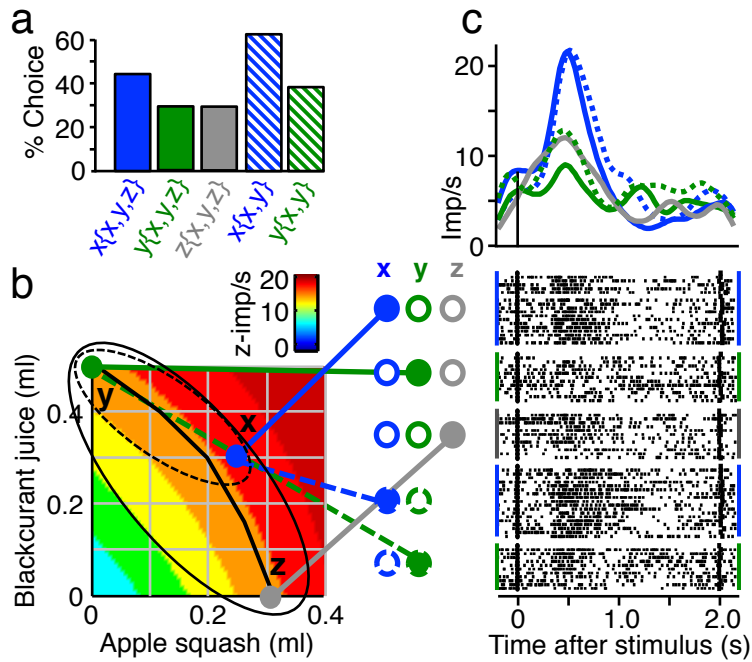 a
% Choice
60
40
20
0
x{x,y,z}
y{x,y,z}
z{x,y,z}
x{x,y}
y{x,y}
b
z-imp/s
20
10
0
x y z
Blackcurant juice (ml)
0.4
0.2
0
y
x
z
0 0.2 0.4
Apple squash (ml)
c
Imp/s
20
10
0
0 1.0 2.0
Time after stimulus (s)